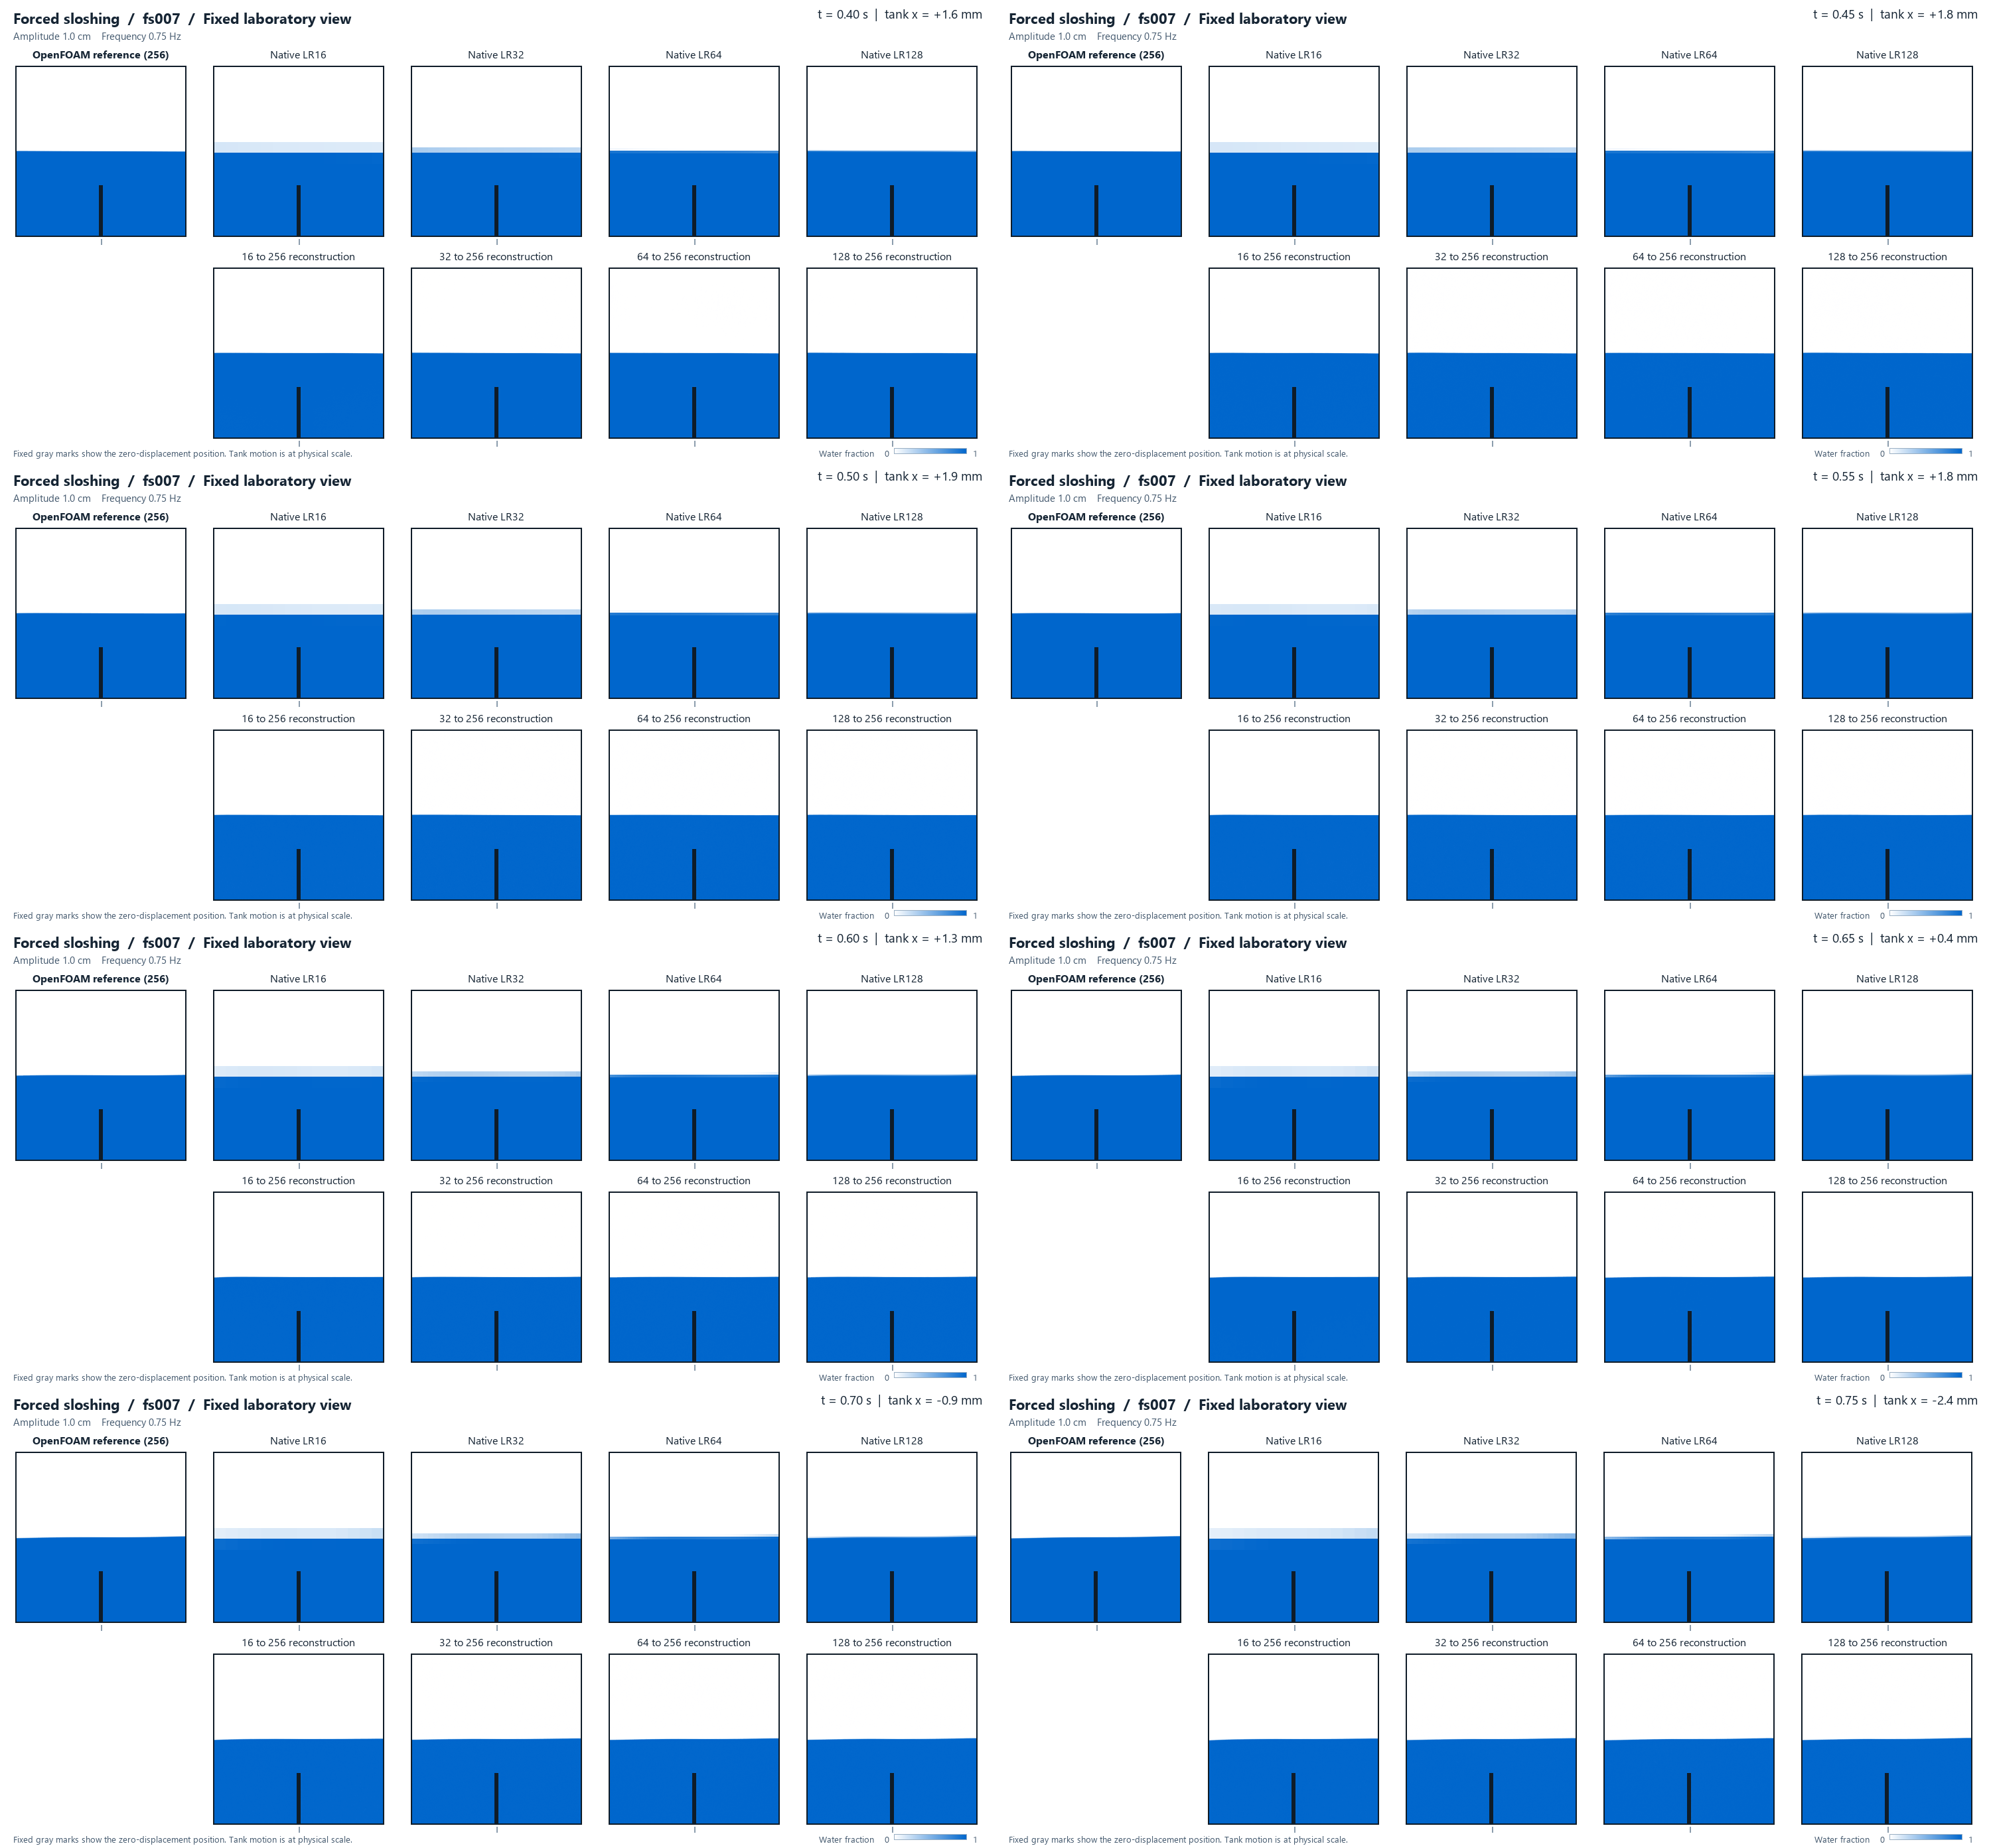 Forced sloshing / fs007 / Fixed laboratory view
t = 0.40 s | tank x = +1.6 mm
Amplitude 1.0 cm Frequency 0.75 Hz
OpenFOAM reference (256) Native LR16 Native LR32 Native LR64 Native LR128
16 to 256 reconstruction 32 to 256 reconstruction 64 to 256 reconstruction 128 to 256 reconstruction
Fixed gray marks show the zero-displacement position. Tank motion is at physical scale.
Water fraction 0 1
Forced sloshing / fs007 / Fixed laboratory view
t = 0.45 s | tank x = +1.8 mm
Amplitude 1.0 cm Frequency 0.75 Hz
OpenFOAM reference (256) Native LR16 Native LR32 Native LR64 Native LR128
16 to 256 reconstruction 32 to 256 reconstruction 64 to 256 reconstruction 128 to 256 reconstruction
Fixed gray marks show the zero-displacement position. Tank motion is at physical scale.
Water fraction 0 1
Forced sloshing / fs007 / Fixed laboratory view
t = 0.50 s | tank x = +1.9 mm
Amplitude 1.0 cm Frequency 0.75 Hz
OpenFOAM reference (256) Native LR16 Native LR32 Native LR64 Native LR128
16 to 256 reconstruction 32 to 256 reconstruction 64 to 256 reconstruction 128 to 256 reconstruction
Fixed gray marks show the zero-displacement position. Tank motion is at physical scale.
Water fraction 0 1
Forced sloshing / fs007 / Fixed laboratory view
t = 0.55 s | tank x = +1.8 mm
Amplitude 1.0 cm Frequency 0.75 Hz
OpenFOAM reference (256) Native LR16 Native LR32 Native LR64 Native LR128
16 to 256 reconstruction 32 to 256 reconstruction 64 to 256 reconstruction 128 to 256 reconstruction
Fixed gray marks show the zero-displacement position. Tank motion is at physical scale.
Water fraction 0 1
Forced sloshing / fs007 / Fixed laboratory view
t = 0.60 s | tank x = +1.3 mm
Amplitude 1.0 cm Frequency 0.75 Hz
OpenFOAM reference (256) Native LR16 Native LR32 Native LR64 Native LR128
16 to 256 reconstruction 32 to 256 reconstruction 64 to 256 reconstruction 128 to 256 reconstruction
Fixed gray marks show the zero-displacement position. Tank motion is at physical scale.
Water fraction 0 1
Forced sloshing / fs007 / Fixed laboratory view
t = 0.65 s | tank x = +0.4 mm
Amplitude 1.0 cm Frequency 0.75 Hz
OpenFOAM reference (256) Native LR16 Native LR32 Native LR64 Native LR128
16 to 256 reconstruction 32 to 256 reconstruction 64 to 256 reconstruction 128 to 256 reconstruction
Fixed gray marks show the zero-displacement position. Tank motion is at physical scale.
Water fraction 0 1
Forced sloshing / fs007 / Fixed laboratory view
t = 0.70 s | tank x = -0.9 mm
Amplitude 1.0 cm Frequency 0.75 Hz
OpenFOAM reference (256) Native LR16 Native LR32 Native LR64 Native LR128
16 to 256 reconstruction 32 to 256 reconstruction 64 to 256 reconstruction 128 to 256 reconstruction
Fixed gray marks show the zero-displacement position. Tank motion is at physical scale.
Water fraction 0 1
Forced sloshing / fs007 / Fixed laboratory view
t = 0.75 s | tank x = -2.4 mm
Amplitude 1.0 cm Frequency 0.75 Hz
OpenFOAM reference (256) Native LR16 Native LR32 Native LR64 Native LR128
16 to 256 reconstruction 32 to 256 reconstruction 64 to 256 reconstruction 128 to 256 reconstruction
Fixed gray marks show the zero-displacement position. Tank motion is at physical scale.
Water fraction 0 1